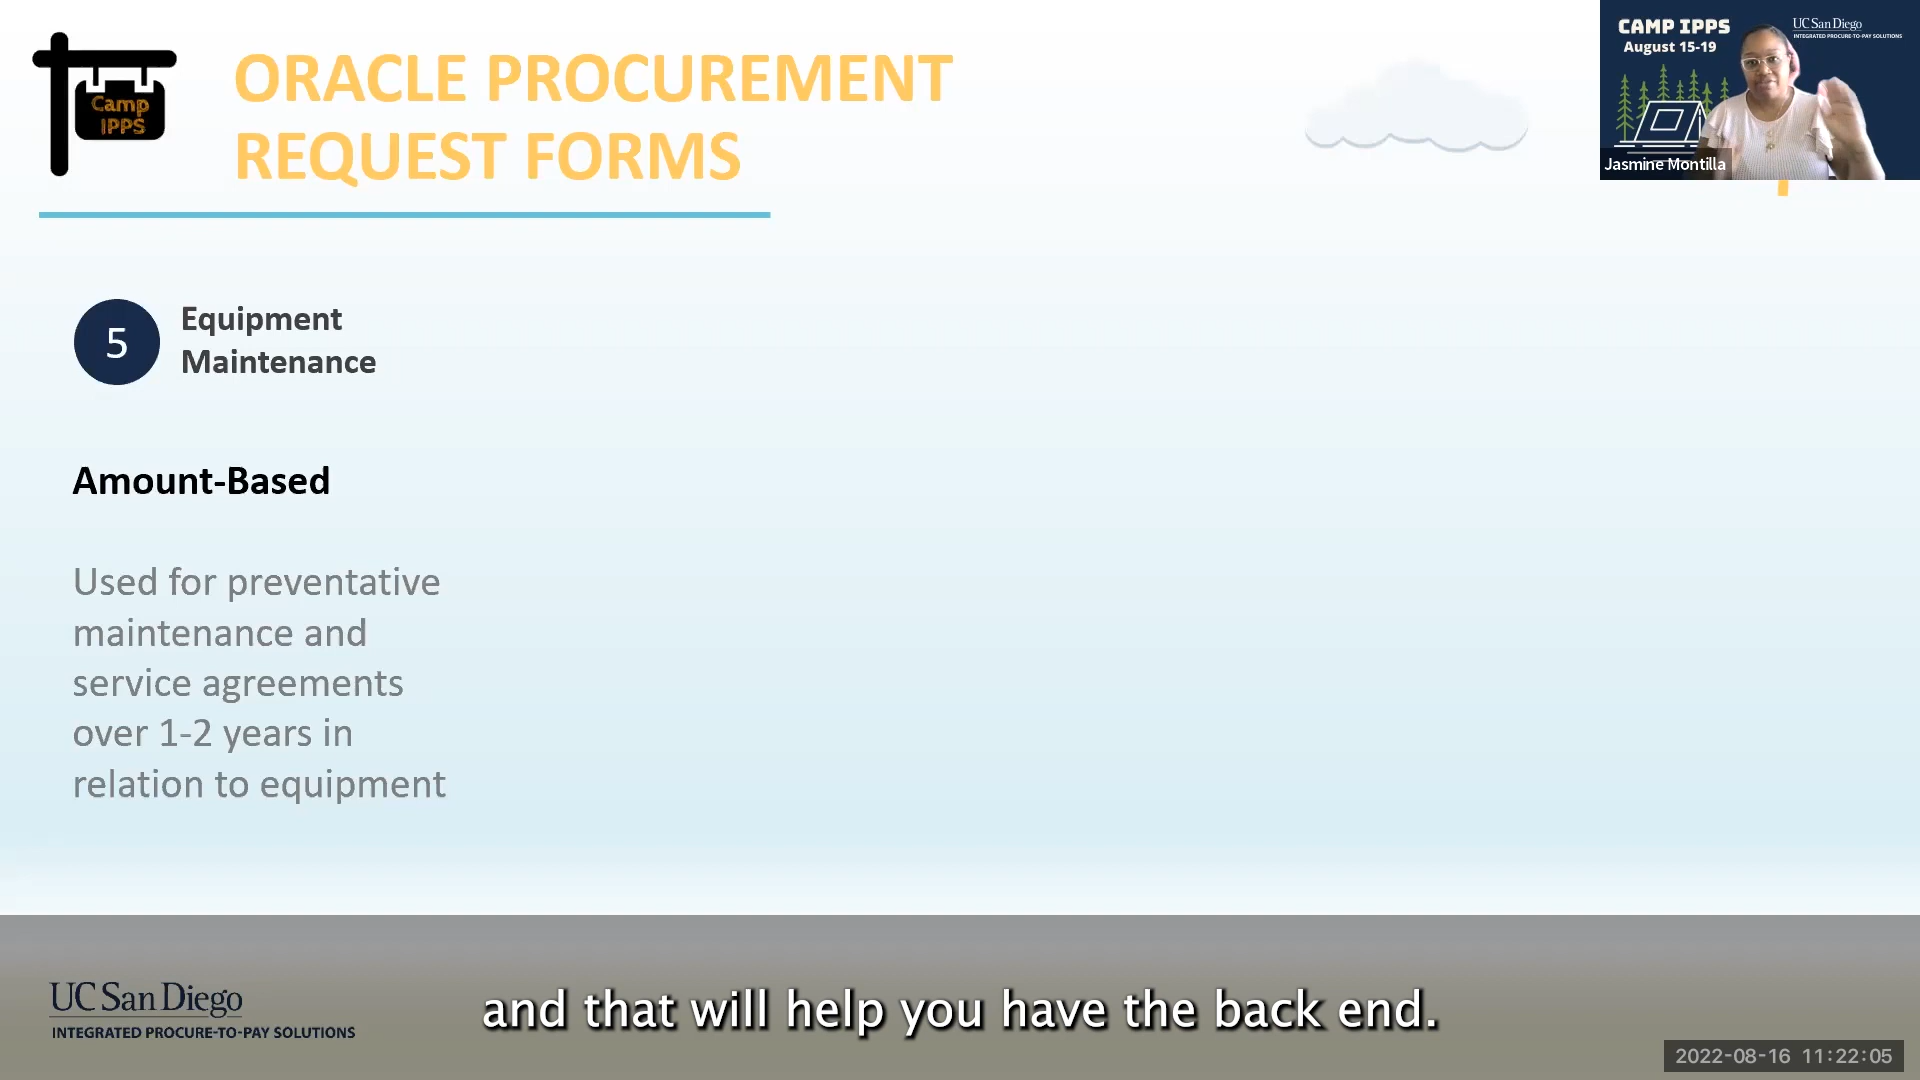 Camp
IPPS
ORACLE PROCUREMENT
REQUEST FORMS
CAMP IPPS
August 15-19
UC San Diego
INTEGRATED PROCURE-TO-PAY SOLUTIONS
Jasmine Montilla
5
Equipment
Maintenance
Amount-Based
Used for preventative
maintenance and
service agreements
over 1-2 years in
relation to equipment
UC San Diego
INTEGRATED PROCURE-TO-PAY SOLUTIONS
and that will help you have the back end.
2022-08-16 11:22:05